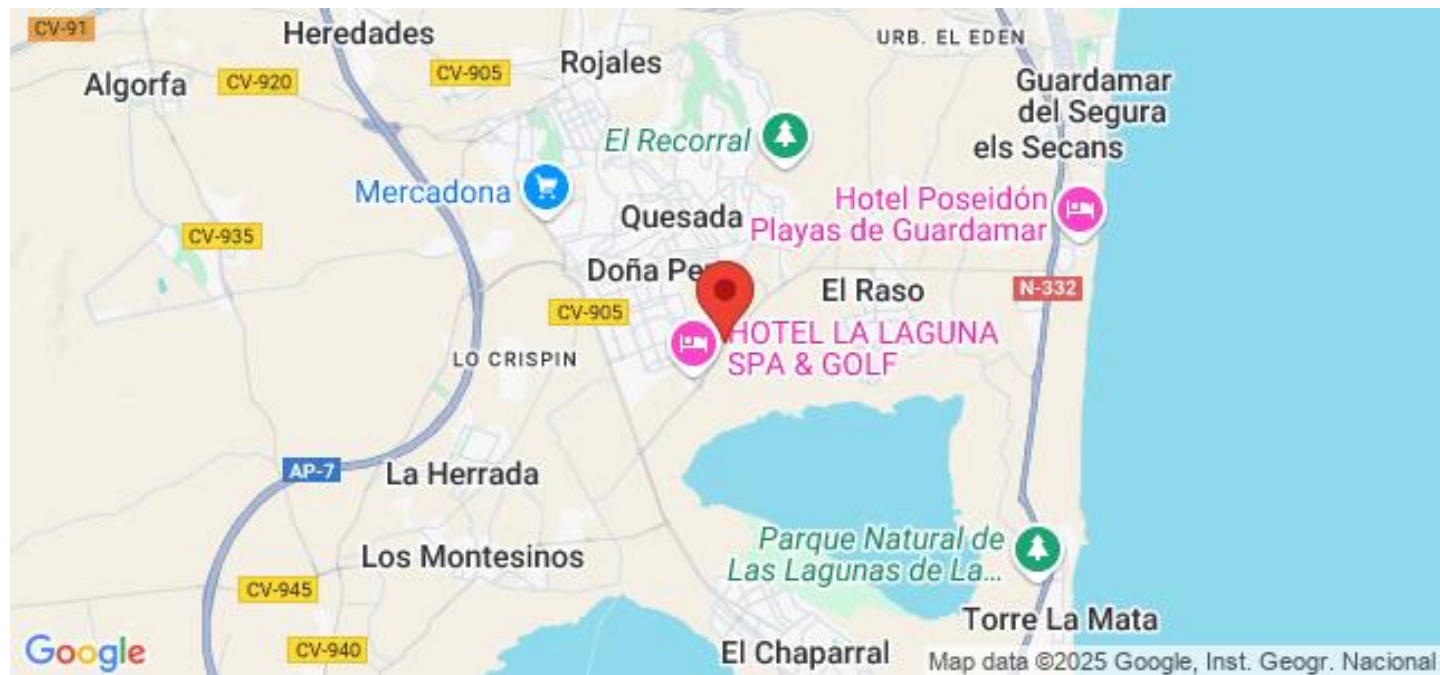 CV-91
Heredades
URB. EL EDEN
Algorfa
CV-920
CV-905
Rojales
Guardamar
del Segura
El Recorral
els Secans
Mercadona
Hotel Poseidón
Playas de Guardamar
Quesada
CV-935
Doña Pe
El Raso
N-332
CV-905
HOTEL LA LAGUNA
SPA & GOLF
LO CRISPIN
AP-7
La Herrada
Parque Natural de
Las Lagunas de La...
Los Montesinos
CV-945
Torre La Mata
CV-940
El Chaparral
Google
Map data ©2025 Google, Inst. Geogr. Nacional